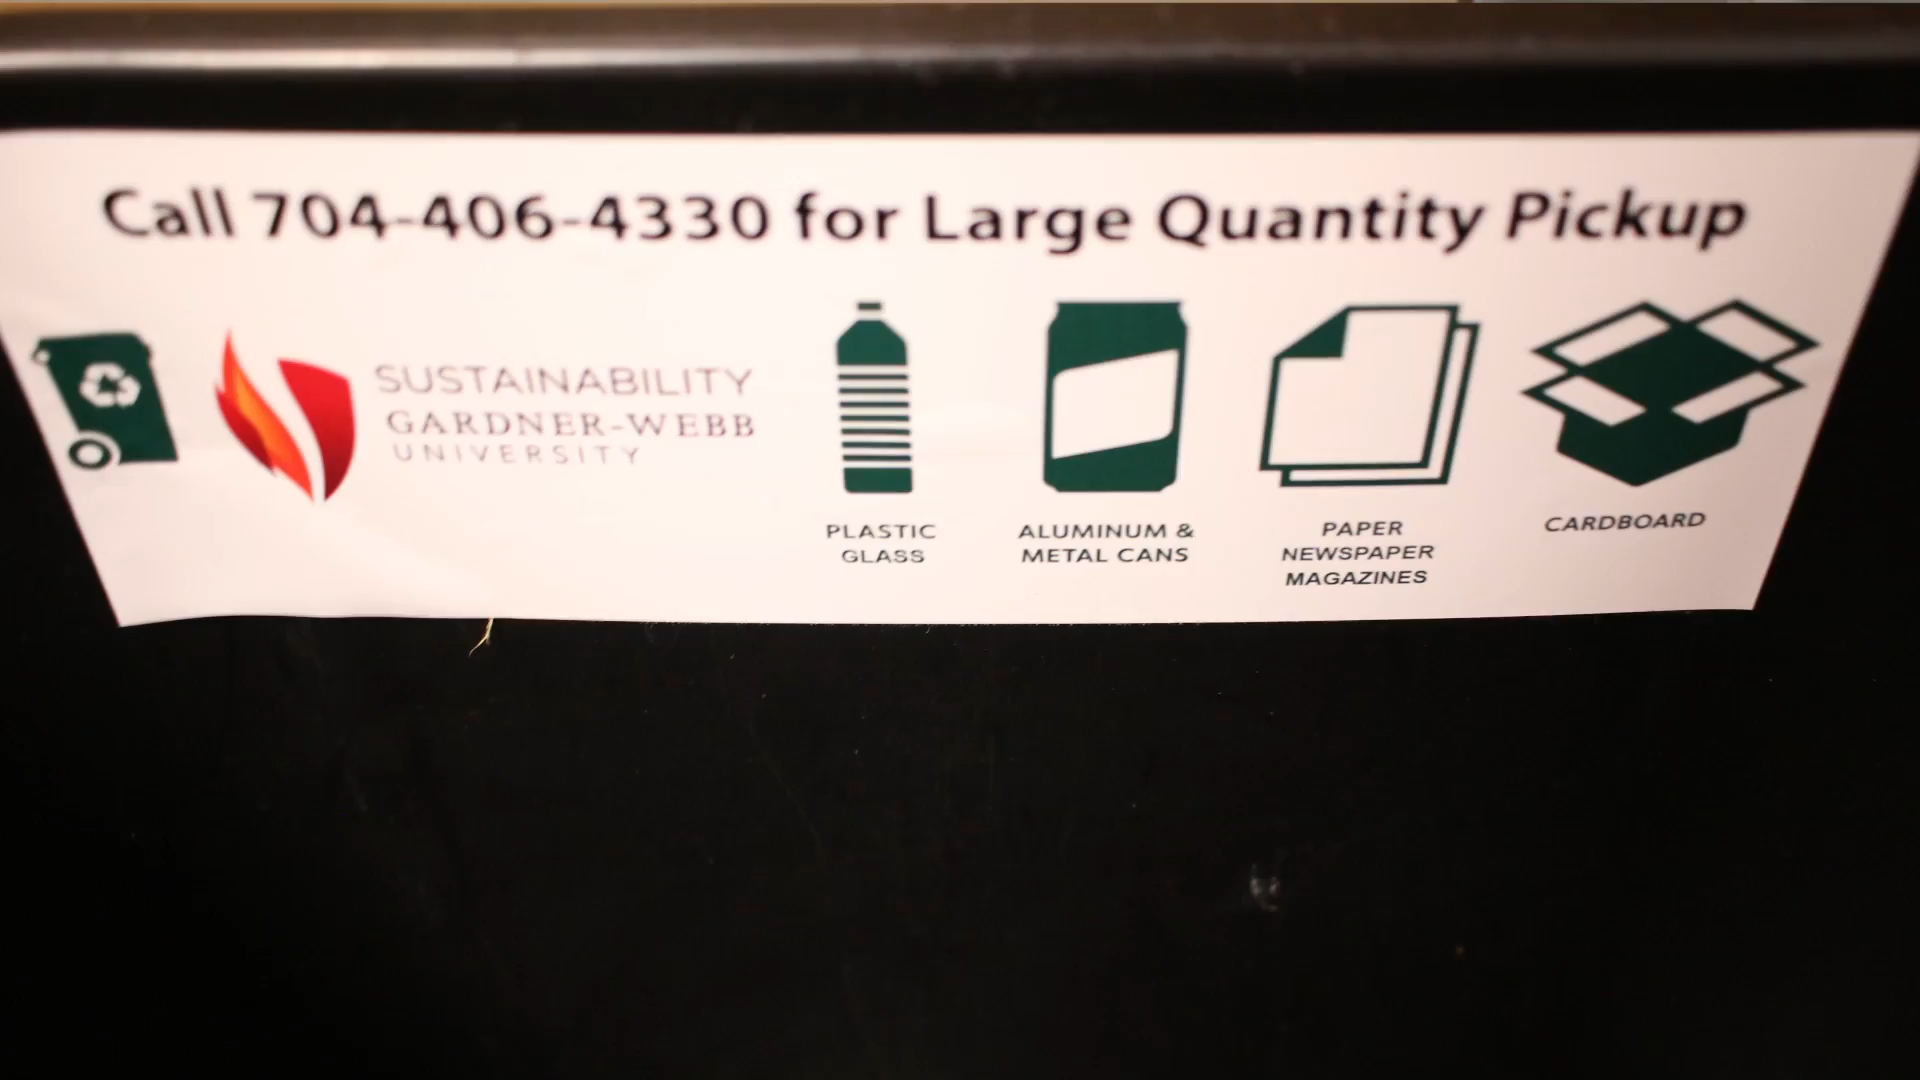 Call 704-406-4330 for Large Quantity Pickup
SUSTAINABILITY
GARDNER-WEBB
UNIVERSITY
PLASTIC
GLASS
ALUMINUM &
METAL CANS
PAPER
NEWSPAPER
MAGAZINES
CARDBOARD